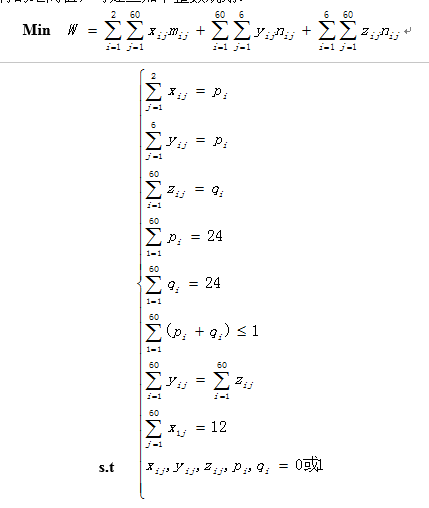 Min W = \sum_{i=1}^{2} \sum_{j=1}^{60} x_{ij} m_{ij} + \sum_{i=1}^{60} \sum_{j=1}^{6} y_{ij} n_{ij} + \sum_{i=1}^{6} \sum_{j=1}^{60} z_{ij} n_{ij}
\sum_{j=1}^{2} x_{ij} = p_i
\sum_{j=1}^{6} y_{ij} = p_i
\sum_{i=1}^{60} z_{ij} = q_i
\sum_{1=1}^{60} p_i = 24
\sum_{1=1}^{60} q_i = 24
\sum_{1=1}^{60} (p_i + q_i) ≤ 1
\sum_{i=1}^{60} y_{ij} = \sum_{i=1}^{60} z_{ij}
\sum_{j=1}^{60} x_{1j} = 12
s.t x_{ij}, y_{ij}, z_{ij}, p_i, q_i = 0或1